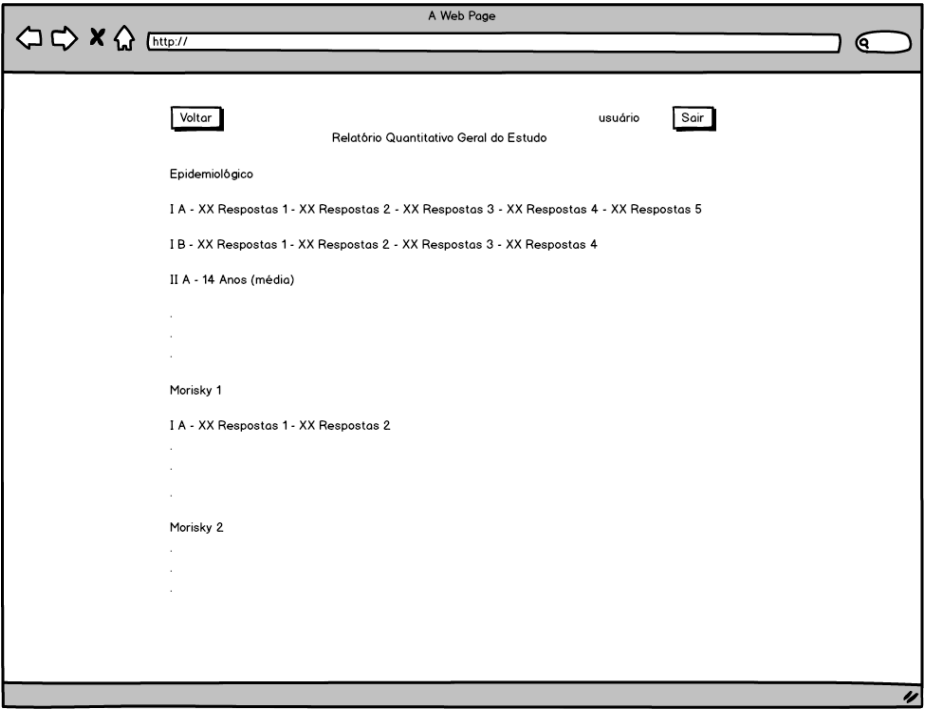 A Web Page
http://
Voltar
usuário
Sair
Relatório Quantitativo Geral do Estudo
Epidemiológico
I A - XX Respostas 1 - XX Respostas 2 - XX Respostas 3 - XX Respostas 4 - XX Respostas 5
I B - XX Respostas 1 - XX Respostas 2 - XX Respostas 3 - XX Respostas 4
II A - 14 Anos (média)
.
.
.
Morisky 1
I A - XX Respostas 1 - XX Respostas 2
.
.
.
Morisky 2
.
.
.